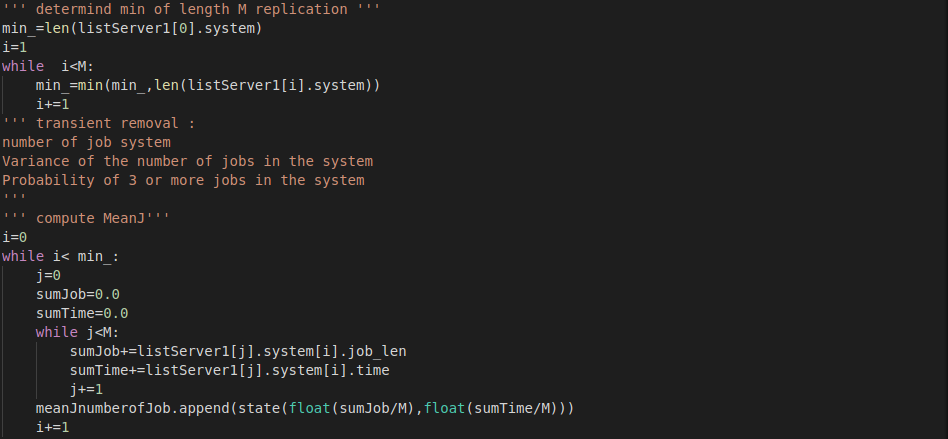 ''' determind min of length M replication '''
min_=len(listServer1[0].system)
i=1
while  i<M:
    min_=min(min_,len(listServer1[i].system))
    i+=1
''' transient removal :
number of job system
Variance of the number of jobs in the system
Probability of 3 or more jobs in the system
'''
''' compute MeanJ'''
i=0
while i< min_:
    j=0
    sumJob=0.0
    sumTime=0.0
    while j<M:
        sumJob+=listServer1[j].system[i].job_len
        sumTime+=listServer1[j].system[i].time
        j+=1
    meanJnumberofJob.append(state(float(sumJob/M),float(sumTime/M)))
    i+=1